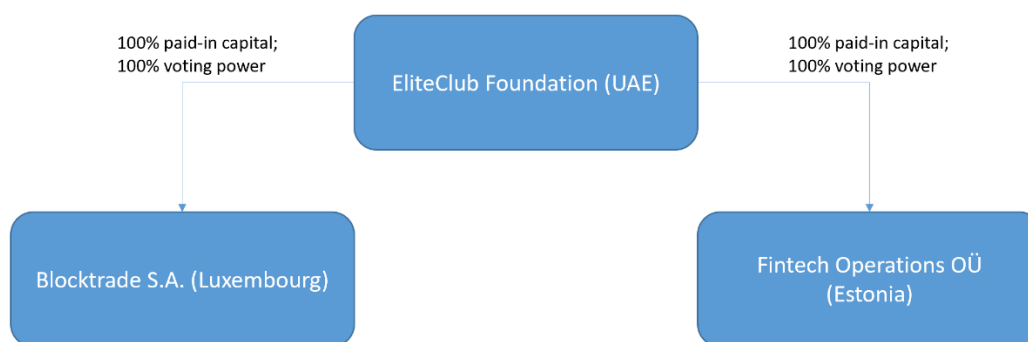 100% paid-in capital;
100% voting power
EliteClub Foundation (UAE)
100% paid-in capital;
100% voting power
Blocktrade S.A. (Luxembourg)
Fintech Operations OÜ
(Estonia)